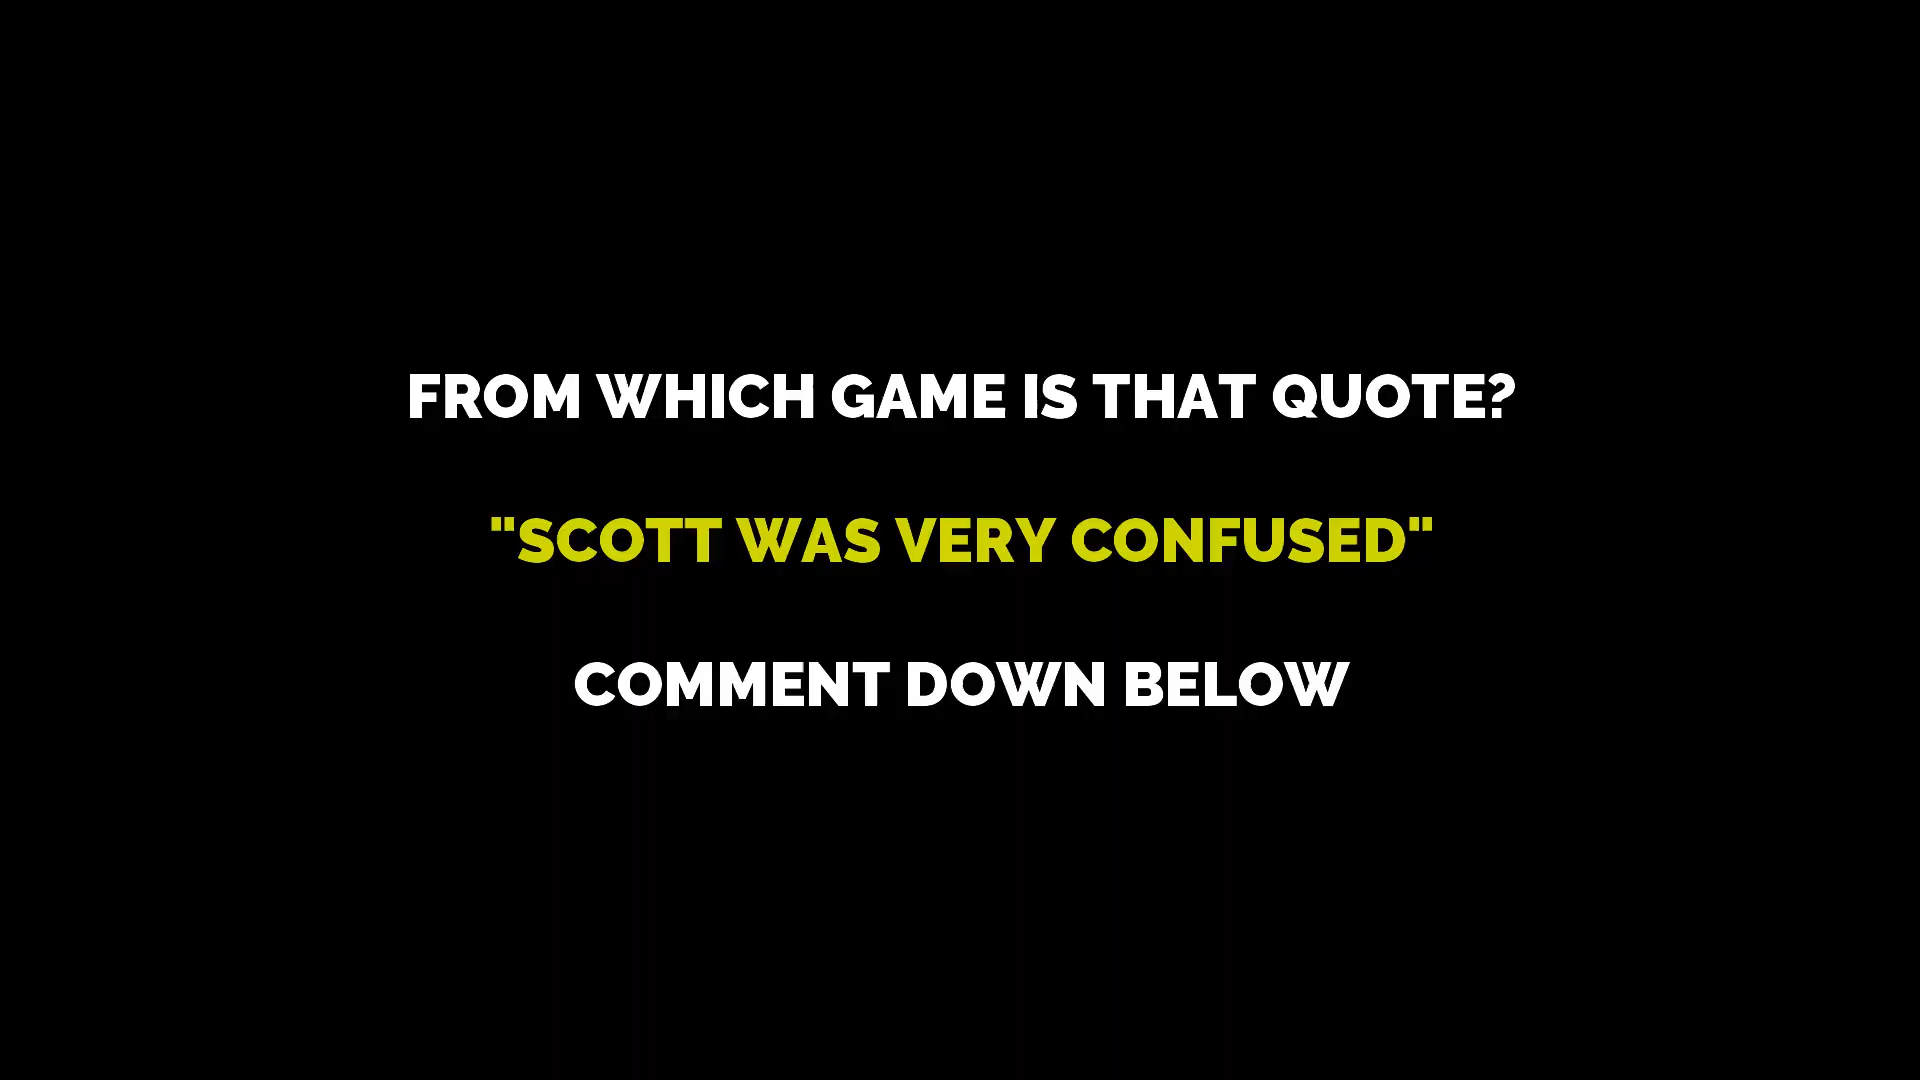 FROM WHICH GAME IS THAT QUOTE?
"SCOTT WAS VERY CONFUSED"
COMMENT DOWN BELOW